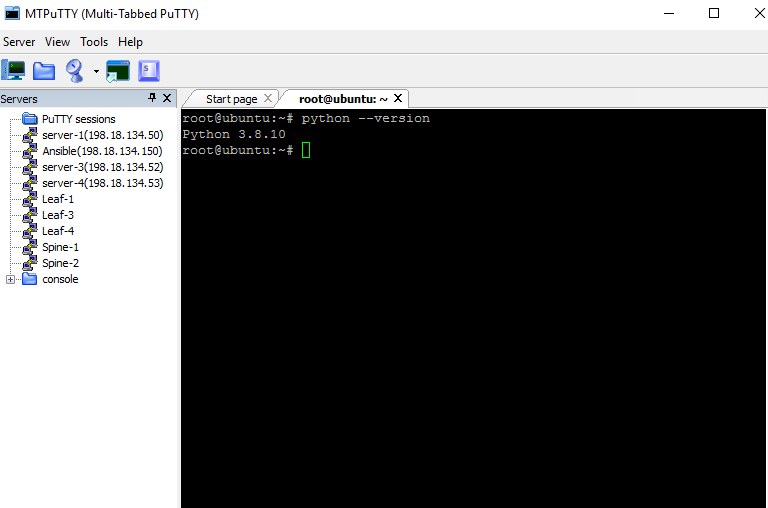 MTPuTTY (Multi-Tabbed PuTTY)
Server View Tools Help
Servers
Start page
root@ubuntu: ~
PuTTY sessions
server-1(198.18.134.50)
Ansible(198.18.134.150)
server-3(198.18.134.52)
server-4(198.18.134.53)
Leaf-1
Leaf-3
Leaf-4
Spine-1
Spine-2
console
root@ubuntu:~# python --version
Python 3.8.10
root@ubuntu:~#